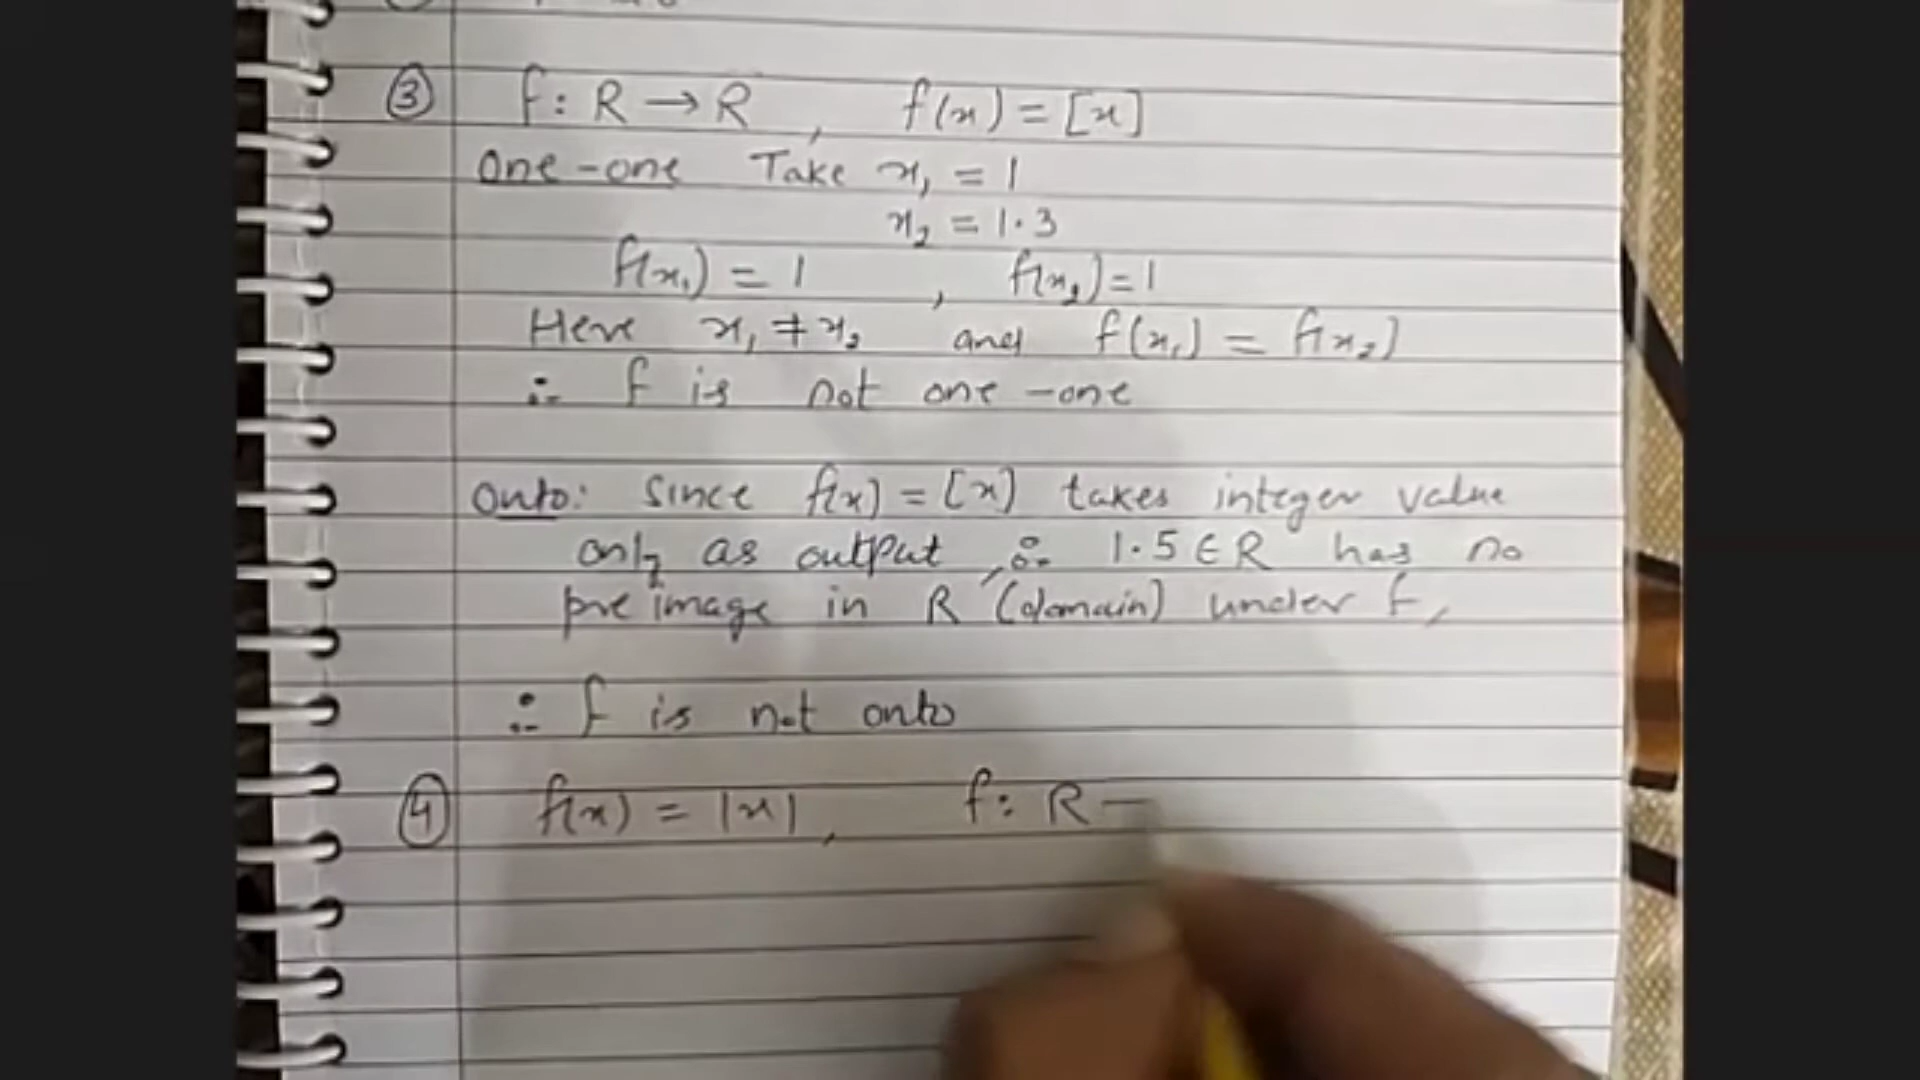 ③ f: R → R, f(x) = [x]
One-one Take x₁ = 1
x₂ = 1.3
f(x₁) = 1, f(x₂) = 1
Here x₁ ≠ x₂ and f(x₁) = f(x₂)
∴ f is not one-one
Onto: Since f(x) = [x] takes integer value
only as output, ∴ 1.5 ∈ R has no
pre image in R (domain) under f,
∴ f is not onto
④ f(x) = |x|, f: R –